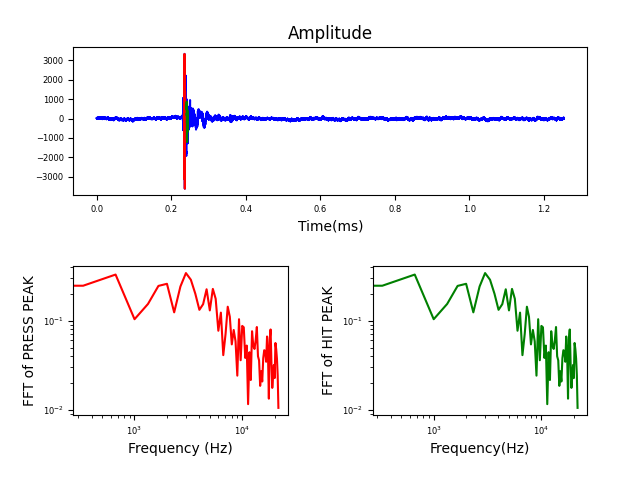 Amplitude
3000
2000
1000
0
−1000
−2000
−3000
0.0 0.2 0.4 0.6 0.8 1.0 1.2
Time(ms)
FFT of PRESS PEAK
10⁻¹
10⁻²
10³ 10⁴
Frequency (Hz)
FFT of HIT PEAK
10⁻¹
10⁻²
10³ 10⁴
Frequency(Hz)